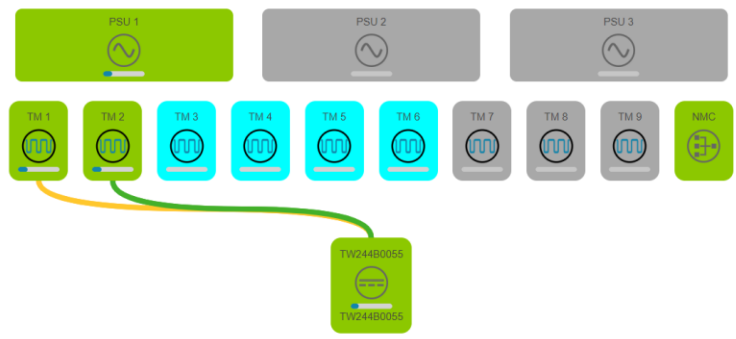 PSU 1
PSU 2
PSU 3
TM 1
TM 2
TM 3
TM 4
TM 5
TM 6
TM 7
TM 8
TM 9
NMC
TW244B0055
TW244B0055